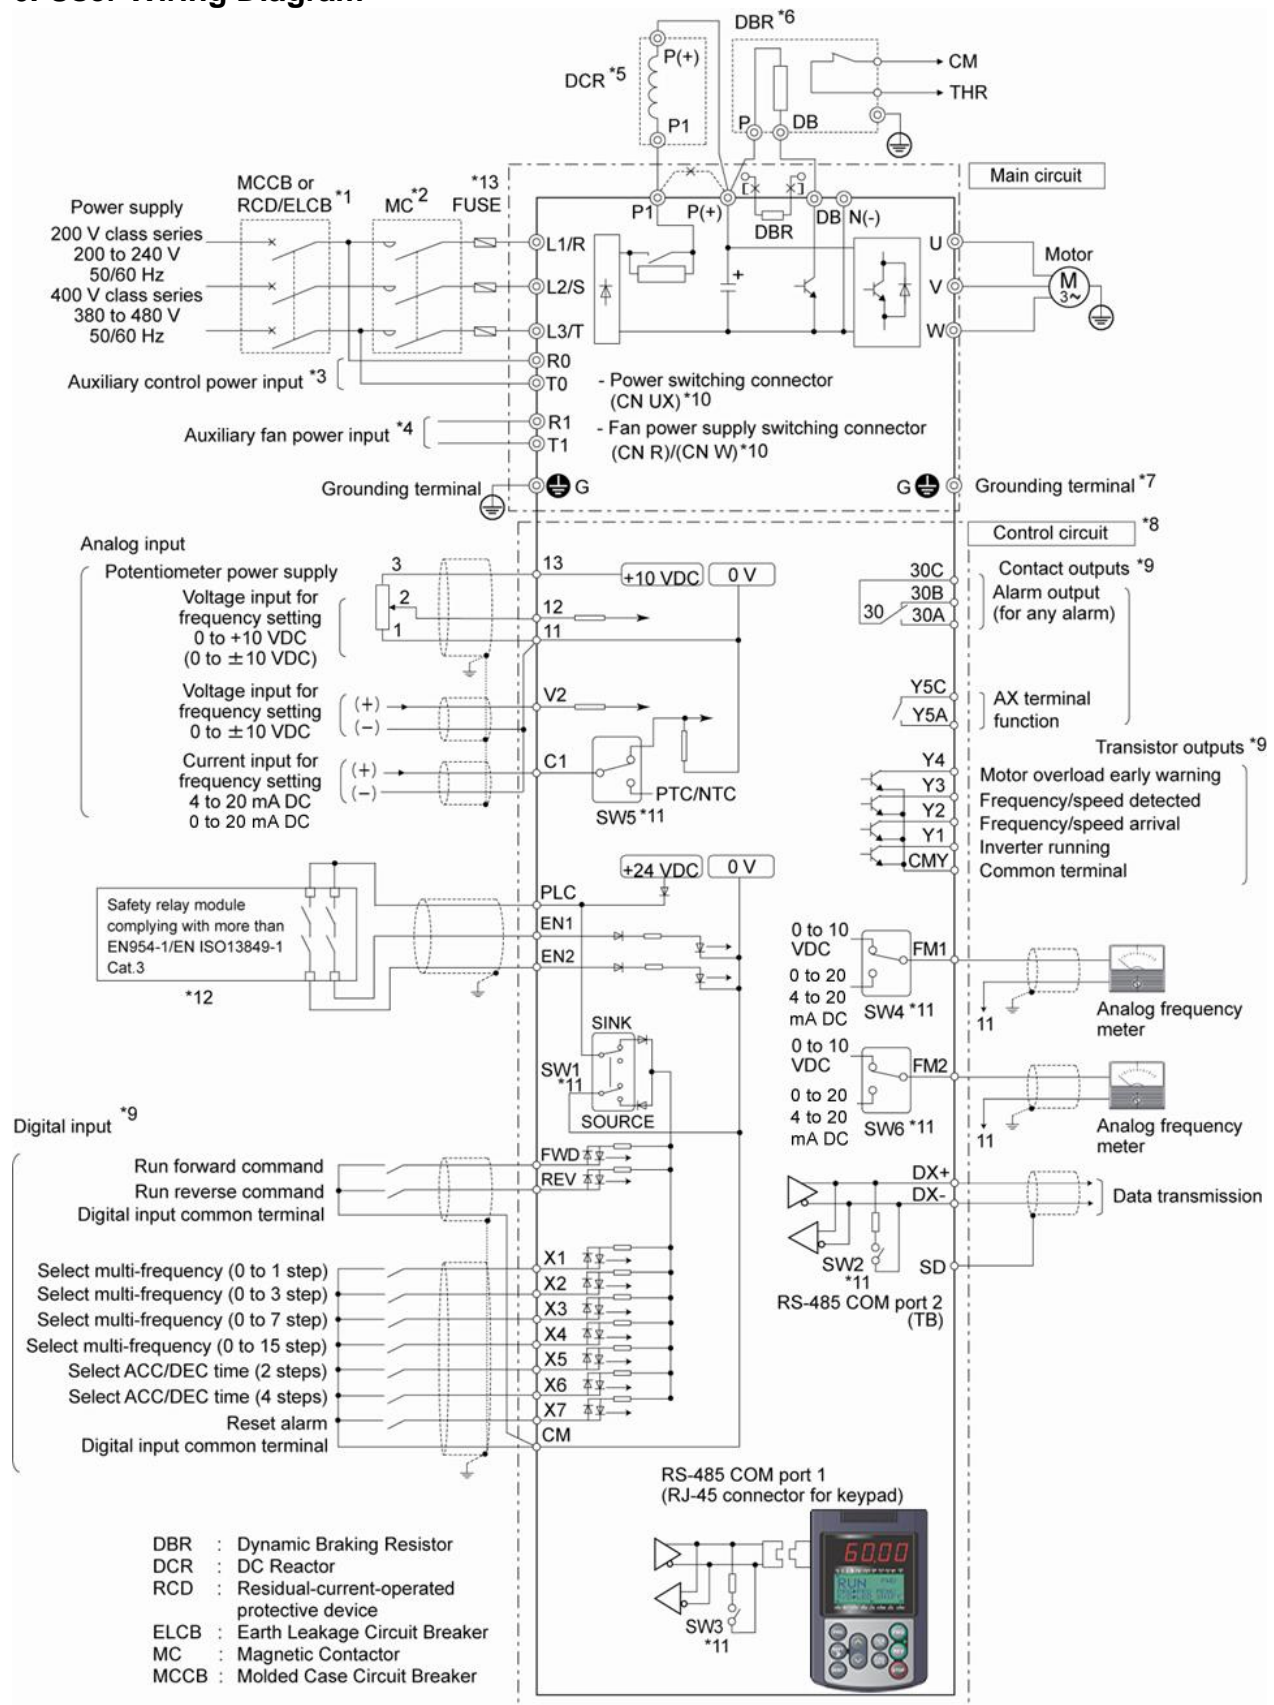 DBR *6
P(+)
DCR *5
P1
CM
THR
P
DB
Main circuit
MCCB or
RCD/ELCB *1
MC *2
*13
FUSE
Power supply
200 V class series
200 to 240 V
50/60 Hz
400 V class series
380 to 480 V
50/60 Hz
P1
P(+)
DBR
DB
N(-)
L1/R
L2/S
L3/T
+
U
V
W
Motor
M
3~
R0
T0
Auxiliary control power input *3
- Power switching connector
(CN UX) *10
R1
T1
Auxiliary fan power input *4
- Fan power supply switching connector
(CN R)/(CN W) *10
Grounding terminal
G
G
Grounding terminal *7
Control circuit *8
Analog input
Potentiometer power supply
Voltage input for
frequency setting
0 to +10 VDC
(0 to ±10 VDC)
3
2
1
13
12
11
+10 VDC
0 V
Voltage input for
frequency setting
0 to ±10 VDC
(+)
(−)
V2
Current input for
frequency setting
4 to 20 mA DC
0 to 20 mA DC
(+)
(−)
C1
PTC/NTC
SW5 *11
30C
30B
30
30A
Contact outputs *9
Alarm output
(for any alarm)
Y5C
Y5A
AX terminal
function
Transistor outputs *9
Y4
Motor overload early warning
Y3
Frequency/speed detected
Y2
Frequency/speed arrival
Y1
Inverter running
CMY
Common terminal
+24 VDC
0 V
Safety relay module
complying with more than
EN954-1/EN ISO13849-1
Cat.3
*12
PLC
EN1
EN2
0 to 10
VDC
0 to 20
4 to 20
mA DC
FM1
SW4 *11
11
Analog frequency
meter
0 to 10
VDC
0 to 20
4 to 20
mA DC
FM2
SW6 *11
11
Analog frequency
meter
SINK
SW1
*11
SOURCE
Digital input *9
Run forward command
FWD
Run reverse command
REV
Digital input common terminal
DX+
DX-
Data transmission
SW2
*11
SD
RS-485 COM port 2
(TB)
Select multi-frequency (0 to 1 step)
X1
Select multi-frequency (0 to 3 step)
X2
Select multi-frequency (0 to 7 step)
X3
Select multi-frequency (0 to 15 step)
X4
Select ACC/DEC time (2 steps)
X5
Select ACC/DEC time (4 steps)
X6
Reset alarm
X7
Digital input common terminal
CM
RS-485 COM port 1
(RJ-45 connector for keypad)
60.00
RUN
SW3
*11
DBR : Dynamic Braking Resistor
DCR : DC Reactor
RCD : Residual-current-operated
protective device
ELCB : Earth Leakage Circuit Breaker
MC : Magnetic Contactor
MCCB : Molded Case Circuit Breaker